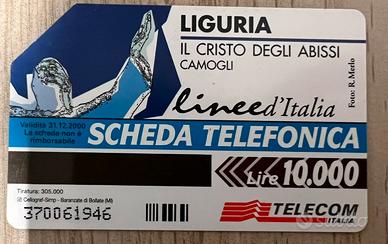 LIGURIA
IL CRISTO DEGLI ABISSI
CAMOGLI
Foto: R. Merlo
linee d'Italia
Validità 31.12.2000
La scheda non è
rimborsabile
SCHEDA TELEFONICA
Lire 10.000
Tiratura: 305.000
Cellograf-Simp - Baranzate di Bollate (MI)
370061946
TELECOM
ITALIA